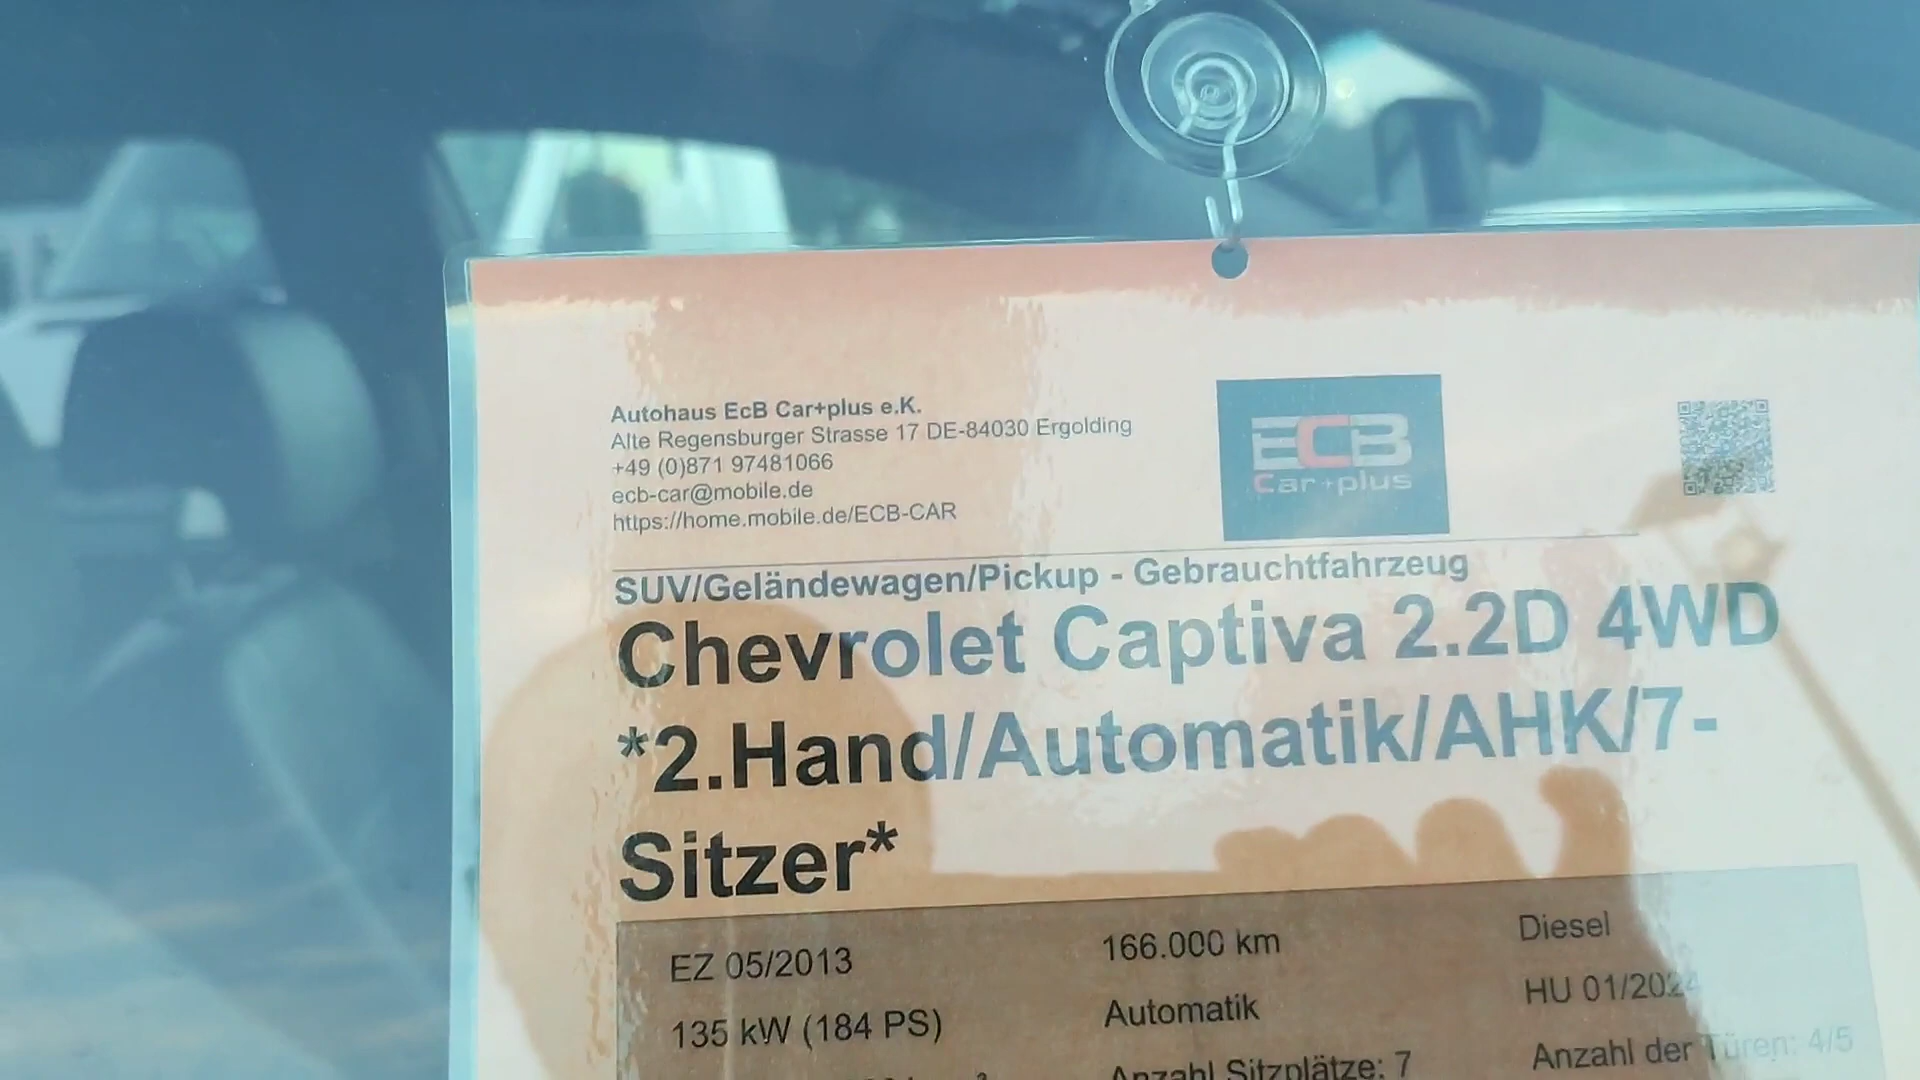 Autohaus EcB Car+plus e.K.
Alte Regensburger Strasse 17 DE-84030 Ergolding
+49 (0)871 97481066
ecb-car@mobile.de
https://home.mobile.de/ECB-CAR
ECB
Car+plus
SUV/Geländewagen/Pickup - Gebrauchtfahrzeug
Chevrolet Captiva 2.2D 4WD
*2.Hand/Automatik/AHK/7-
Sitzer*
EZ 05/2013 166.000 km Diesel
135 kW (184 PS) Automatik HU 01/2024
Anzahl Sitzplätze: 7 Anzahl der Türen: 4/5